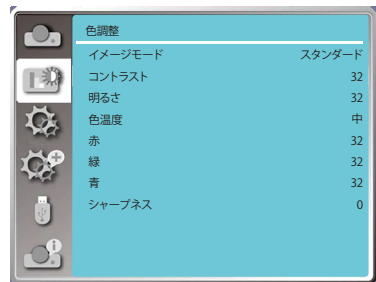 色調整
イメージモード スタンダード
コントラスト 32
明るさ 32
色温度 中
赤 32
緑 32
青 32
シャープネス 0